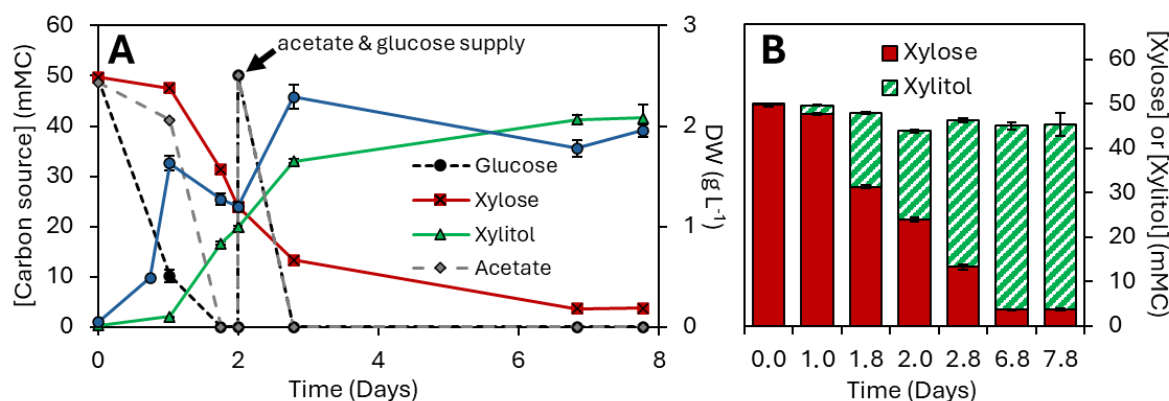 A
acetate & glucose supply
[Carbon source] (mMC)
60
50
40
30
20
10
0
0
2
4
6
8
Time (Days)
3
2
1
0
DW (g L⁻¹)
Glucose
Xylose
Xylitol
Acetate
B
Xylose
Xylitol
60
50
40
30
20
10
0
[Xylose] or [Xylitol] (mMC)
0.0
1.0
1.8
2.0
2.8
6.8
7.8
Time (Days)